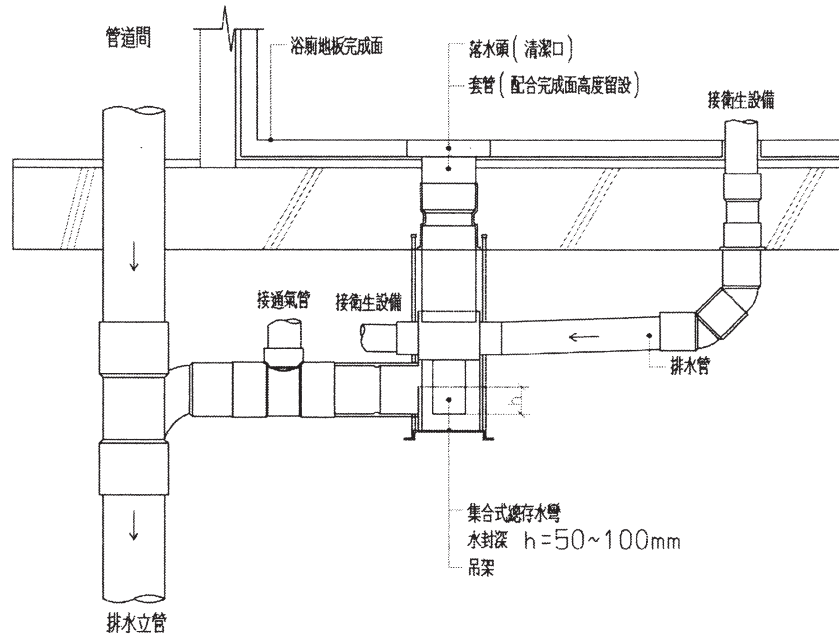 管道間
浴廁地板完成面
落水頭(清潔口)
套管(配合完成面高度留設)
接衛生設備
接通氣管
接衛生設備
排水管
h
集合式總存水彎
水封深 h=50~100mm
吊架
排水立管